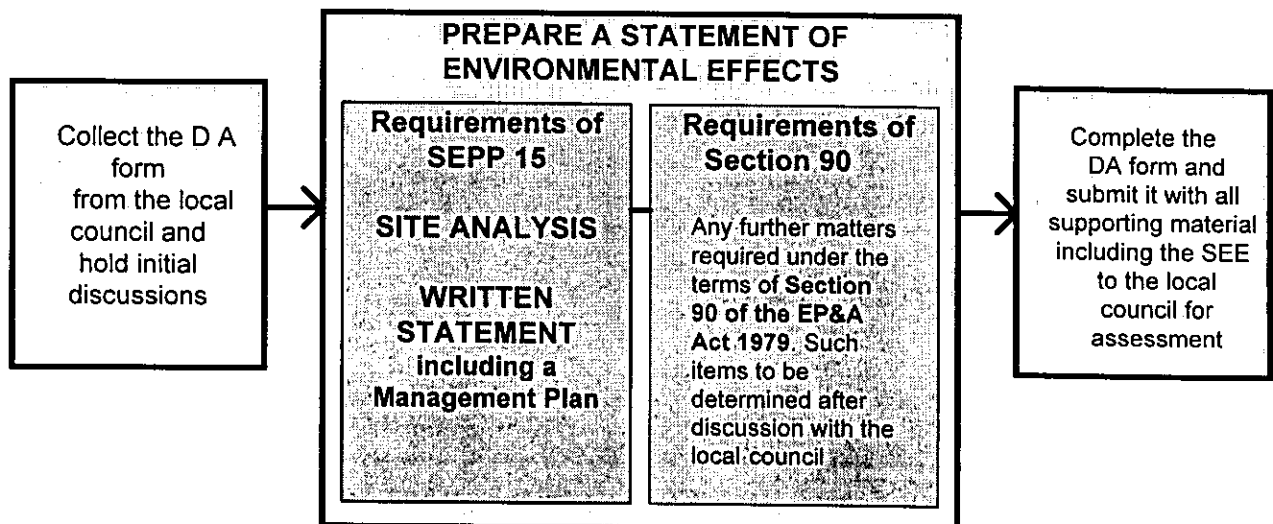 Collect the D A
form
from the local
council and
hold initial
discussions
PREPARE A STATEMENT OF
ENVIRONMENTAL EFFECTS
Requirements of
SEPP 15
SITE ANALYSIS
WRITTEN
STATEMENT
including a
Management Plan
Requirements of
Section 90
Any further matters
required under the
terms of Section
90 of the EP&A
Act 1979. Such
items to be
determined after
discussion with the
local council
Complete the
DA form and
submit it with all
supporting material
including the SEE
to the local
council for
assessment